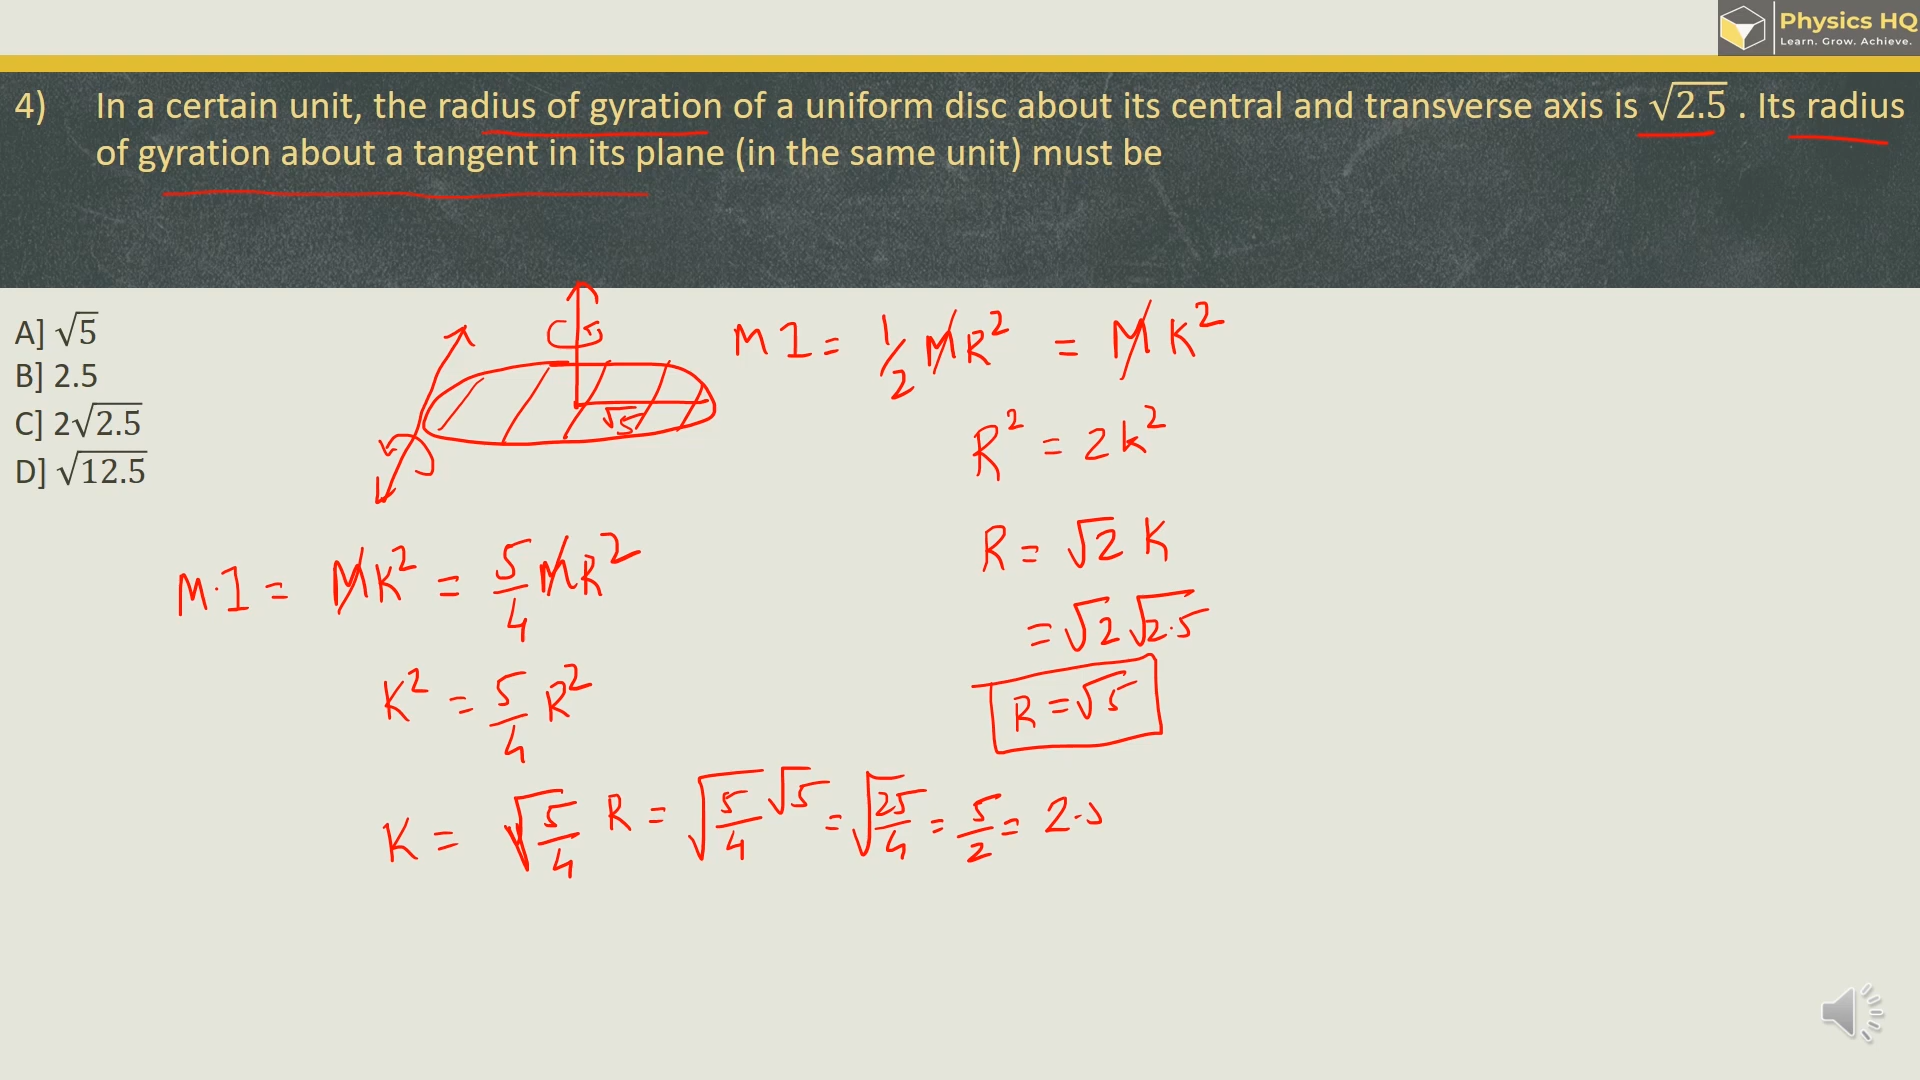 Physics HQ
Learn. Grow. Achieve.
4) In a certain unit, the radius of gyration of a uniform disc about its central and transverse axis is √2.5 . Its radius
of gyration about a tangent in its plane (in the same unit) must be
A] √5
B] 2.5
C] 2√2.5
D] √12.5
√5
M I = 1/2 MR² = MK²
R² = 2k²
R = √2 K
= √2 √2.5
R = √5
M.I = MK² = 5/4 MR²
K² = 5/4 R²
K = √5/4 R = √5/4 √5 = √25/4 = 5/2 = 2.5